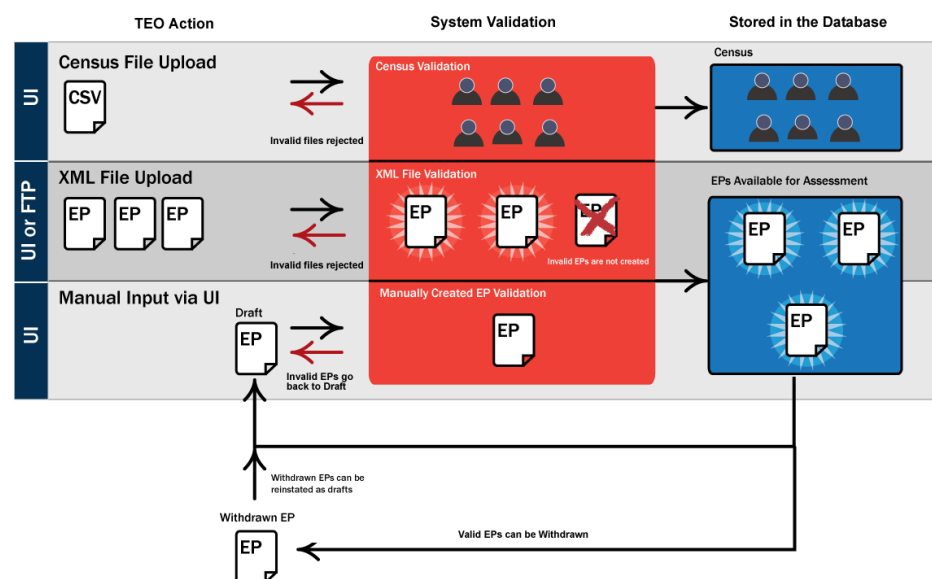 TEO Action
System Validation
Stored in the Database
UI
Census File Upload
CSV
Invalid files rejected
Census Validation
Census
UI or FTP
XML File Upload
EP
EP
EP
Invalid files rejected
XML File Validation
EP
EP
EP
Invalid EPs are not created
EPs Available for Assessment
EP
EP
EP
UI
Manual Input via UI
Draft
EP
Invalid EPs go
back to Draft
Manually Created EP Validation
EP
Withdrawn EPs can be
reinstated as drafts
Withdrawn EP
EP
Valid EPs can be Withdrawn